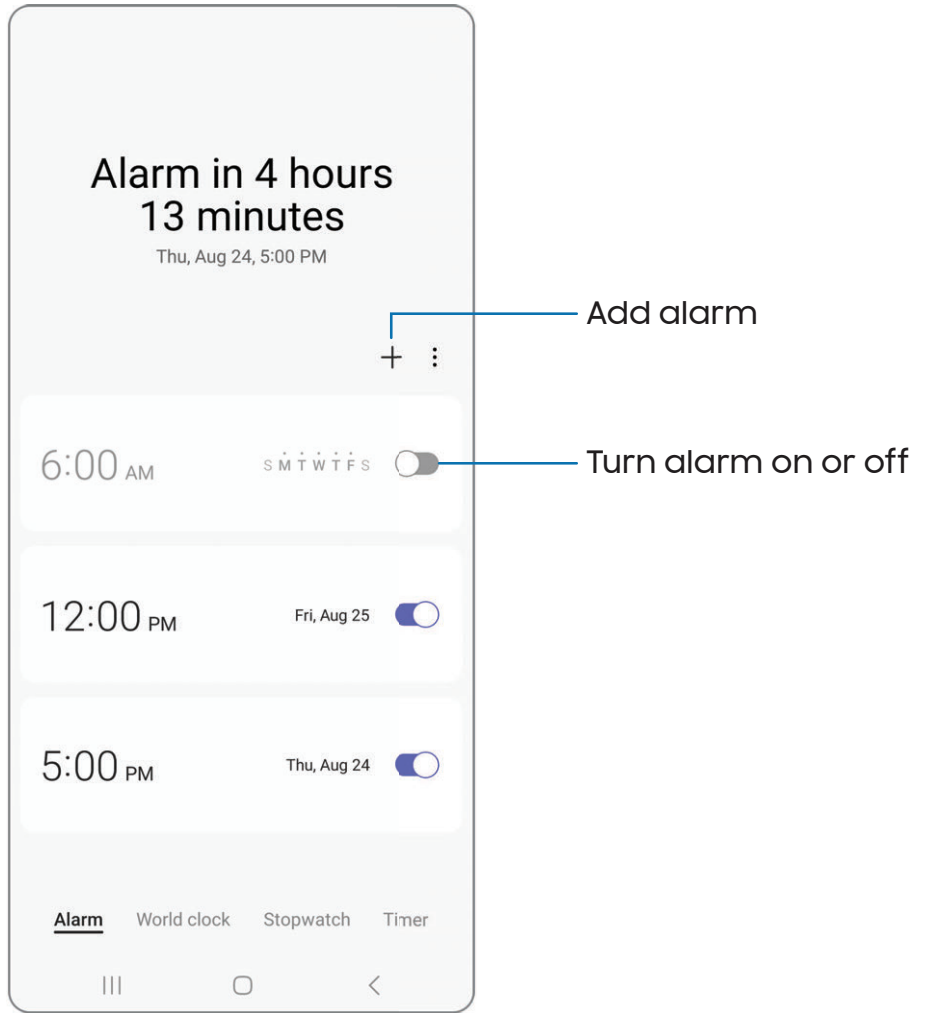 Alarm in 4 hours
13 minutes
Thu, Aug 24, 5:00 PM
Add alarm
6:00 AM S M T W T F S
Turn alarm on or off
12:00 PM Fri, Aug 25
5:00 PM Thu, Aug 24
Alarm World clock Stopwatch Timer